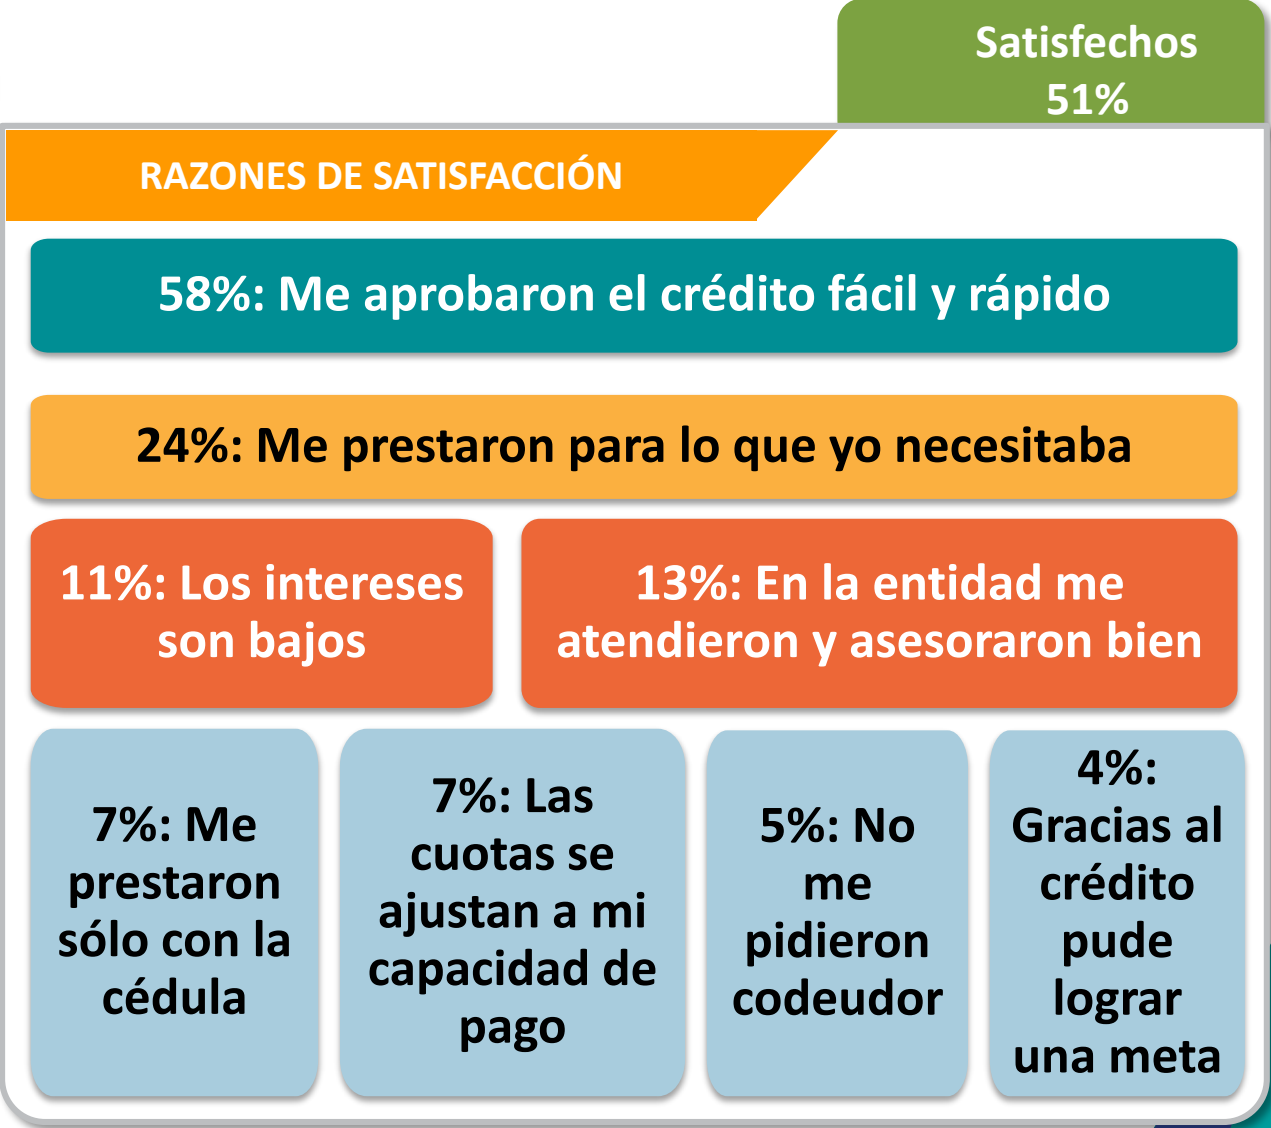 Satisfechos
51%
RAZONES DE SATISFACCIÓN
58%: Me aprobaron el crédito fácil y rápido
24%: Me prestaron para lo que yo necesitaba
11%: Los intereses
son bajos
13%: En la entidad me
atendieron y asesoraron bien
7%: Me
prestaron
sólo con la
cédula
7%: Las
cuotas se
ajustan a mi
capacidad de
pago
5%: No
me
pidieron
codeudor
4%:
Gracias al
crédito
pude
lograr
una meta